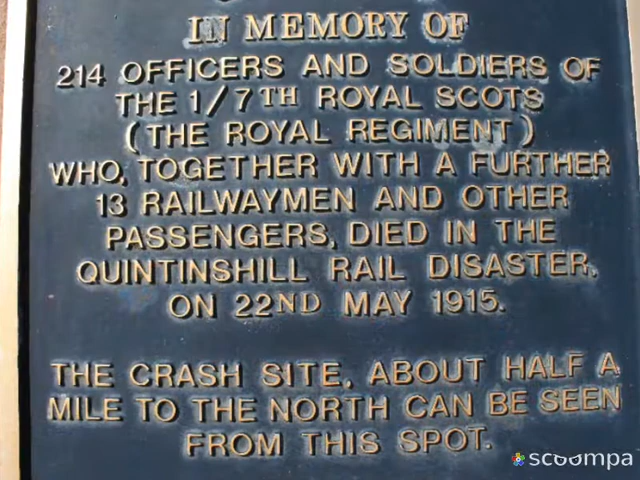 IN MEMORY OF
214 OFFICERS AND SOLDIERS OF
THE 1/7TH ROYAL SCOTS
(THE ROYAL REGIMENT)
WHO, TOGETHER WITH A FURTHER
13 RAILWAYMEN AND OTHER
PASSENGERS, DIED IN THE
QUINTINSHILL RAIL DISASTER,
ON 22ND MAY 1915.
THE CRASH SITE, ABOUT HALF A
MILE TO THE NORTH CAN BE SEEN
FROM THIS SPOT.
scoompa